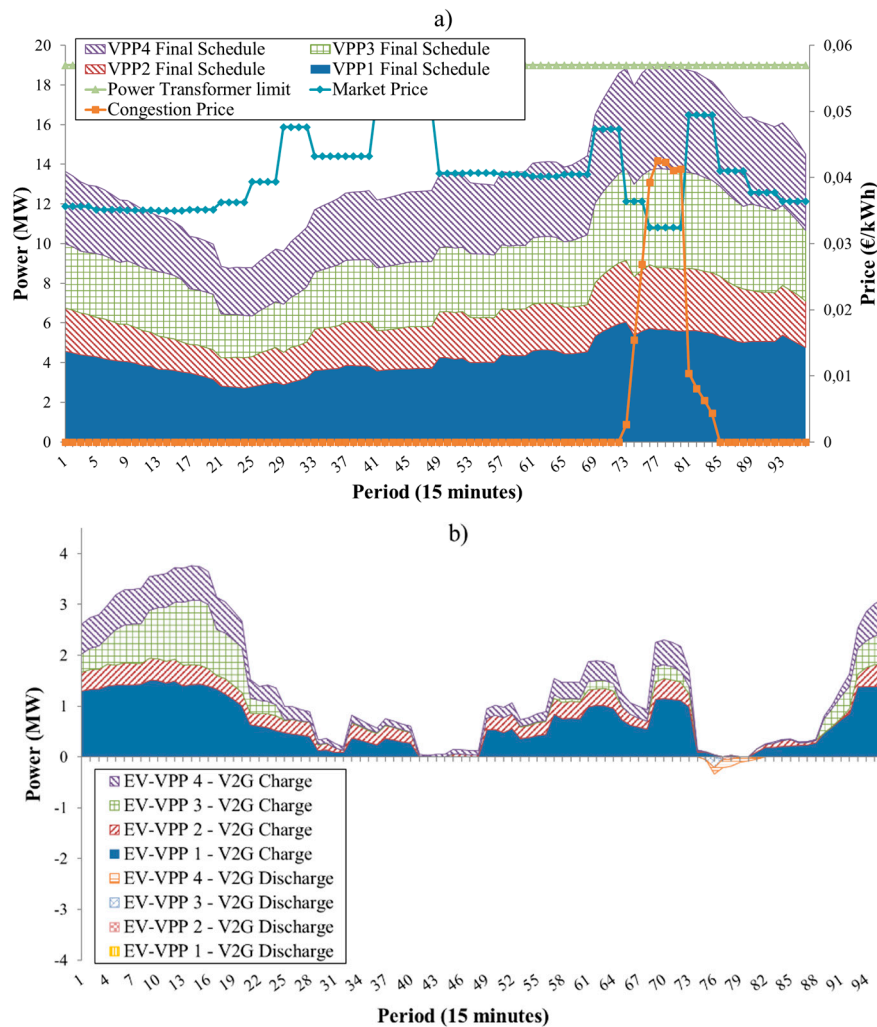 a)
VPP4 Final Schedule VPP3 Final Schedule
VPP2 Final Schedule VPP1 Final Schedule
Power Transformer limit Market Price
Congestion Price
Power (MW)
20
18
16
14
12
10
8
6
4
2
0
Price (€/kWh)
0,06
0,05
0,04
0,03
0,02
0,01
0
1 5 9 13 17 21 25 29 33 37 41 45 49 53 57 61 65 69 73 77 81 85 89 93
Period (15 minutes)
b)
Power (MW)
4
3
2
1
0
-1
-2
-3
-4
EV-VPP 4 - V2G Charge
EV-VPP 3 - V2G Charge
EV-VPP 2 - V2G Charge
EV-VPP 1 - V2G Charge
EV-VPP 4 - V2G Discharge
EV-VPP 3 - V2G Discharge
EV-VPP 2 - V2G Discharge
EV-VPP 1 - V2G Discharge
1 4 7 10 13 16 19 22 25 28 31 34 37 40 43 46 49 52 55 58 61 64 67 70 73 76 79 82 85 88 91 94
Period (15 minutes)